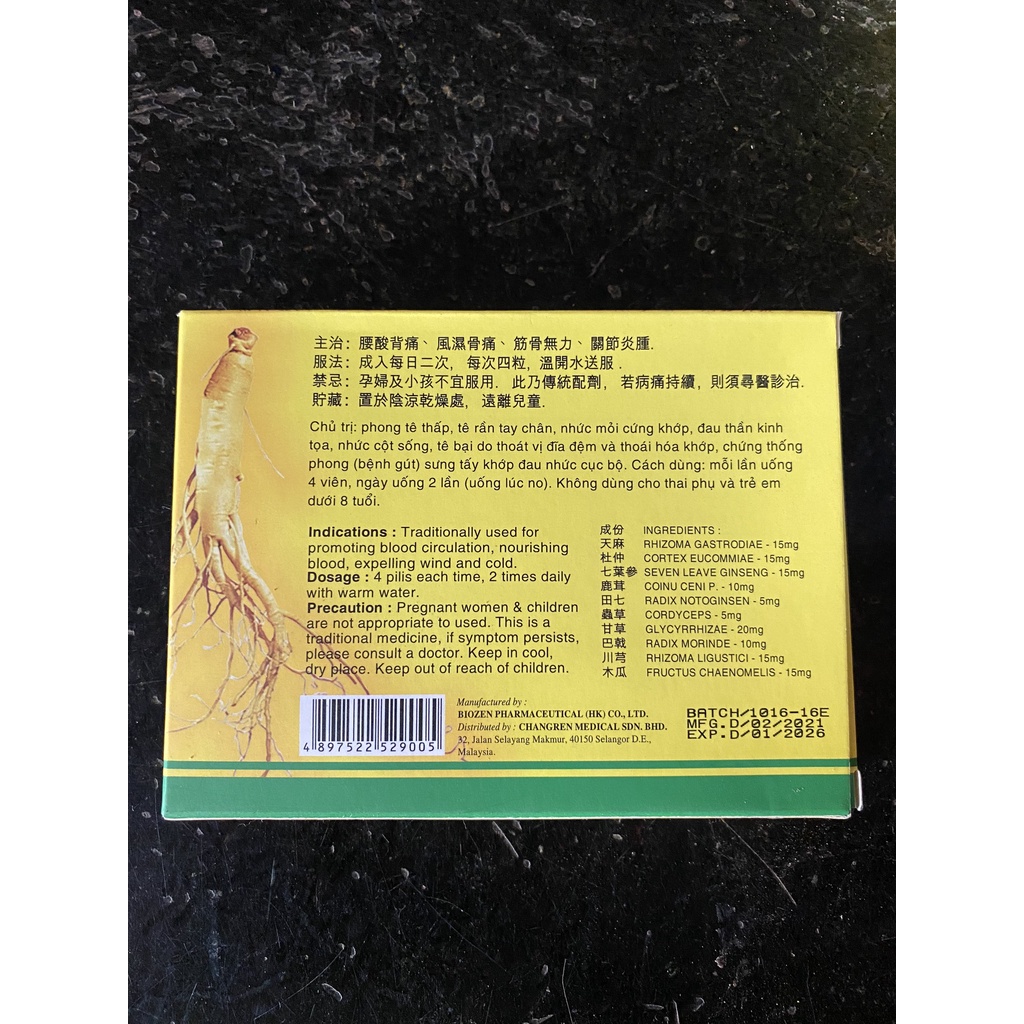 主治: 腰酸背痛、風濕骨痛、筋骨無力、關節炎腫.
服法: 成入每日二次, 每次四粒, 溫開水送服.
禁忌: 孕婦及小孩不宜服用. 此乃傳統配劑, 若病痛持續, 則須尋醫診治.
貯藏: 置於陰涼乾燥處, 遠離兒童.
Chủ trị: phong tê thấp, tê rần tay chân, nhức mỏi cứng khớp, đau thần kinh
tọa, nhức cột sống, tê bại do thoát vị đĩa đệm và thoái hóa khớp, chứng thống
phong (bệnh gút) sưng tấy khớp đau nhức cục bộ. Cách dùng: mỗi lần uống
4 viên, ngày uống 2 lần (uống lúc no). Không dùng cho thai phụ và trẻ em
dưới 8 tuổi.
Indications : Traditionally used for
promoting blood circulation, nourishing
blood, expelling wind and cold.
Dosage : 4 pilis each time, 2 times daily
with warm water.
Precaution : Pregnant women & children
are not appropriate to used. This is a
traditional medicine, if symptom persists,
please consult a doctor. Keep in cool,
dry place. Keep out of reach of children.
成份 INGREDIENTS :
天麻 RHIZOMA GASTRODIAE - 15mg
杜仲 CORTEX EUCOMMIAE - 15mg
七葉參 SEVEN LEAVE GINSENG - 15mg
鹿茸 COINU CENI P. - 10mg
田七 RADIX NOTOGINSEN - 5mg
蟲草 CORDYCEPS - 5mg
甘草 GLYCYRRHIZAE - 20mg
巴戟 RADIX MORINDE - 10mg
川芎 RHIZOMA LIGUSTICI - 15mg
木瓜 FRUCTUS CHAENOMELIS - 15mg
4 897522 529005
Manufactured by :
BIOZEN PHARMACEUTICAL (HK) CO., LTD.
Distributed by : CHANGREN MEDICAL SDN. BHD.
32, Jalan Selayang Makmur, 40150 Selangor D.E.,
Malaysia.
BATCH/1016-16E
MFG.D/02/2021
EXP.D/01/2026